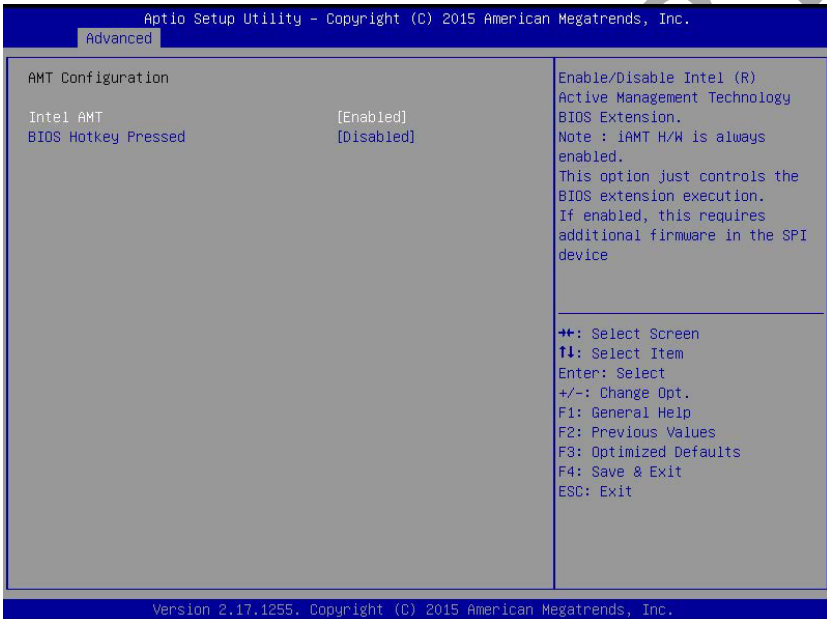 Aptio Setup Utility – Copyright (C) 2015 American Megatrends, Inc.
Advanced
AMT Configuration
Intel AMT [Enabled]
BIOS Hotkey Pressed [Disabled]
Enable/Disable Intel (R)
Active Management Technology
BIOS Extension.
Note : iAMT H/W is always
enabled.
This option just controls the
BIOS extension execution.
If enabled, this requires
additional firmware in the SPI
device
→←: Select Screen
↑↓: Select Item
Enter: Select
+/-: Change Opt.
F1: General Help
F2: Previous Values
F3: Optimized Defaults
F4: Save & Exit
ESC: Exit
Version 2.17.1255. Copyright (C) 2015 American Megatrends, Inc.